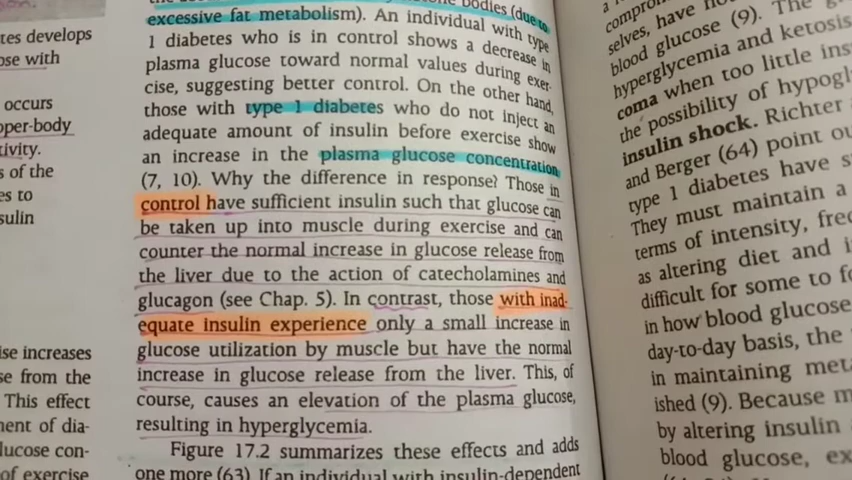 tes develops
ose with
occurs
pper-body
tivity.
s of the
es to
sulin
ise increases
se from the
This effect
nent of dia-
lucose con-
of exercise
bodies (due to
excessive fat metabolism). An individual with type
1 diabetes who is in control shows a decrease in
plasma glucose toward normal values during exer-
cise, suggesting better control. On the other hand,
those with type 1 diabetes who do not inject an
adequate amount of insulin before exercise show
an increase in the plasma glucose concentration
(7, 10). Why the difference in response? Those in
control have sufficient insulin such that glucose can
be taken up into muscle during exercise and can
counter the normal increase in glucose release from
the liver due to the action of catecholamines and
glucagon (see Chap. 5). In contrast, those with inad-
equate insulin experience only a small increase in
glucose utilization by muscle but have the normal
increase in glucose release from the liver. This, of
course, causes an elevation of the plasma glucose,
resulting in hyperglycemia.
Figure 17.2 summarizes these effects and adds
one more (63). If an individual with insulin-dependent
selves, have
blood glucose (9). The
hyperglycemia and ketosis
coma when too little ins
the possibility of hypogl
insulin shock. Richter
and Berger (64) point ou
type 1 diabetes have s
They must maintain a
terms of intensity, freq
as altering diet and i
difficult for some to f
in how blood glucose
day-to-day basis, the
in maintaining meta
ished (9). Because m
by altering insulin
blood glucose, ex